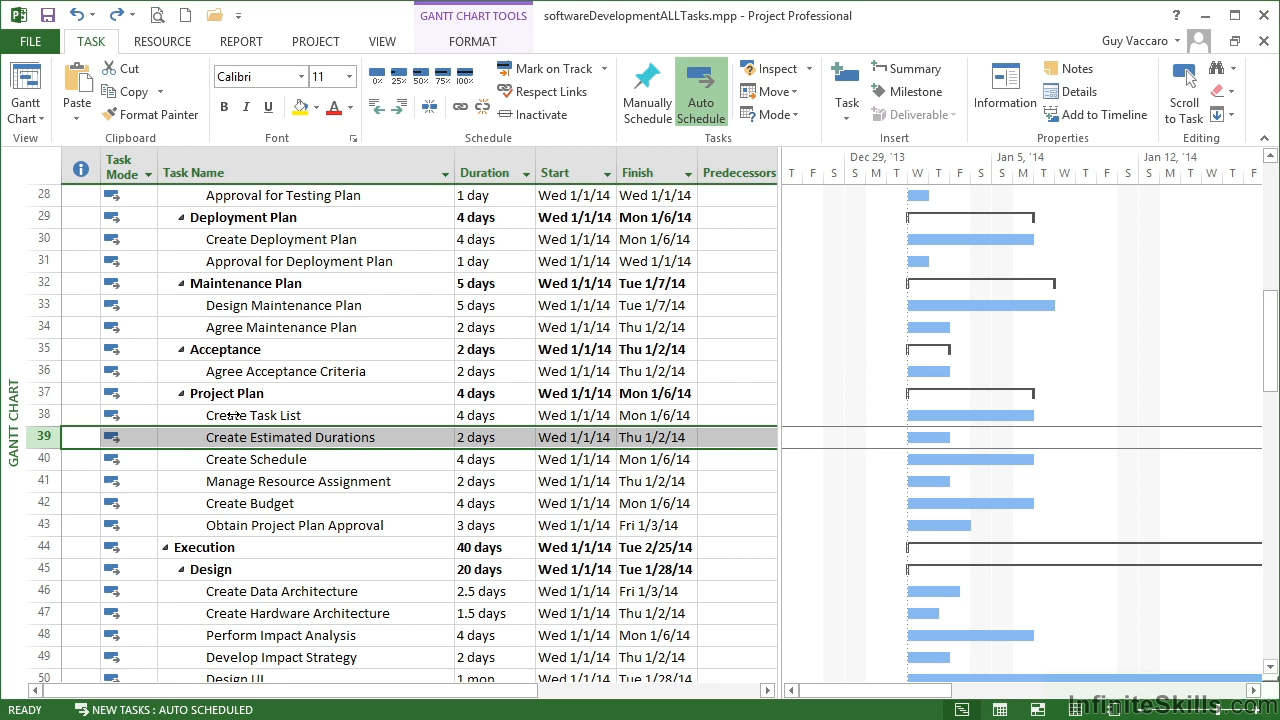 GANTT CHART TOOLS
softwareDevelopmentALLTasks.mpp - Project Professional
FILE TASK RESOURCE REPORT PROJECT VIEW FORMAT
Guy Vaccaro
Gantt Chart
View
Paste
Cut
Copy
Format Painter
Clipboard
Calibri 11
B I U A
Font
0% 25% 50% 75% 100%
Mark on Track
Respect Links
Inactivate
Schedule
Manually Schedule
Auto Schedule
Inspect
Move
Mode
Tasks
Task
Summary
Milestone
Deliverable
Insert
Information
Notes
Details
Add to Timeline
Properties
Scroll to Task
Editing
GANTT CHART
Task Mode Task Name Duration Start Finish Predecessors
Dec 29, '13 Jan 5, '14 Jan 12, '14
T F S S M T W T F S S M T W T F S S M T W T F
28 Approval for Testing Plan 1 day Wed 1/1/14 Wed 1/1/14
29 Deployment Plan 4 days Wed 1/1/14 Mon 1/6/14
30 Create Deployment Plan 4 days Wed 1/1/14 Mon 1/6/14
31 Approval for Deployment Plan 1 day Wed 1/1/14 Wed 1/1/14
32 Maintenance Plan 5 days Wed 1/1/14 Tue 1/7/14
33 Design Maintenance Plan 5 days Wed 1/1/14 Tue 1/7/14
34 Agree Maintenance Plan 2 days Wed 1/1/14 Thu 1/2/14
35 Acceptance 2 days Wed 1/1/14 Thu 1/2/14
36 Agree Acceptance Criteria 2 days Wed 1/1/14 Thu 1/2/14
37 Project Plan 4 days Wed 1/1/14 Mon 1/6/14
38 Create Task List 4 days Wed 1/1/14 Mon 1/6/14
39 Create Estimated Durations 2 days Wed 1/1/14 Thu 1/2/14
40 Create Schedule 4 days Wed 1/1/14 Mon 1/6/14
41 Manage Resource Assignment 2 days Wed 1/1/14 Thu 1/2/14
42 Create Budget 4 days Wed 1/1/14 Mon 1/6/14
43 Obtain Project Plan Approval 3 days Wed 1/1/14 Fri 1/3/14
44 Execution 40 days Wed 1/1/14 Tue 2/25/14
45 Design 20 days Wed 1/1/14 Tue 1/28/14
46 Create Data Architecture 2.5 days Wed 1/1/14 Fri 1/3/14
47 Create Hardware Architecture 1.5 days Wed 1/1/14 Thu 1/2/14
48 Perform Impact Analysis 4 days Wed 1/1/14 Mon 1/6/14
49 Develop Impact Strategy 2 days Wed 1/1/14 Thu 1/2/14
50 Design UI 1 mon Wed 1/1/14 Tue 1/28/14
READY NEW TASKS : AUTO SCHEDULED
InfiniteSkills.com